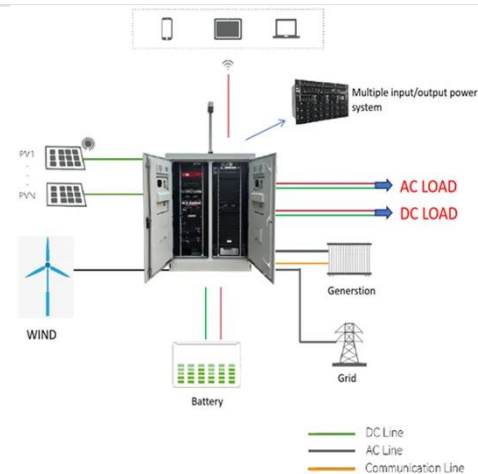 Multiple input/output power
system
PV1
PVN
AC LOAD
DC LOAD
WIND
Generstion
Grid
Battery
DC Line
AC Line
Communication Line